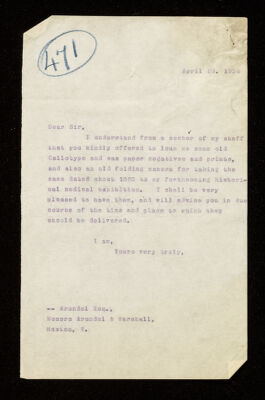 471
April 1914
Dear Sir,
I understand from a member of my staff
that you kindly offered to loan me some old
Calotype and wax paper negatives and prints,
and also an old folding camera for taking the
same dated about 1850 to my forthcoming histori-
cal medical exhibition. I shall be very
pleased to have them, and will advise you in due
course of the time and place to which they
should be delivered.
I am,
Yours very truly,
-- Arundel Esq.,
Messrs Arundel & Marshall,
Hoxton, N.